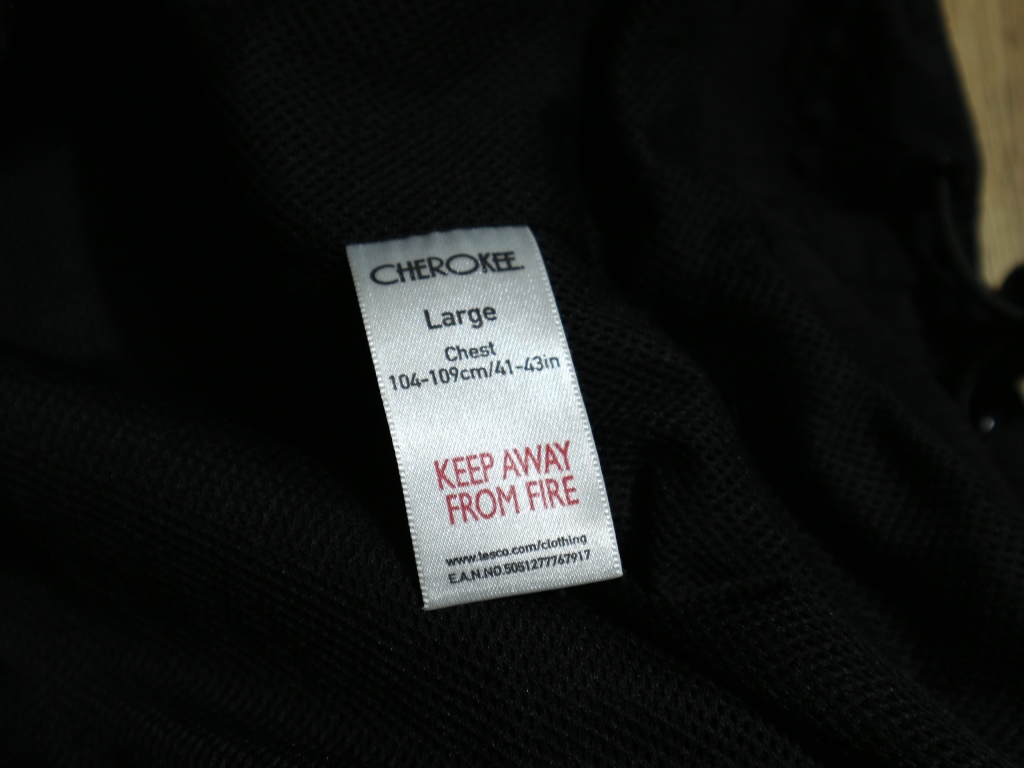 CHEROKEE
Large
Chest
104-109cm/41-43in
KEEP AWAY
FROM FIRE
www.tesco.com/clothing
E.A.N.NO.5051277767917